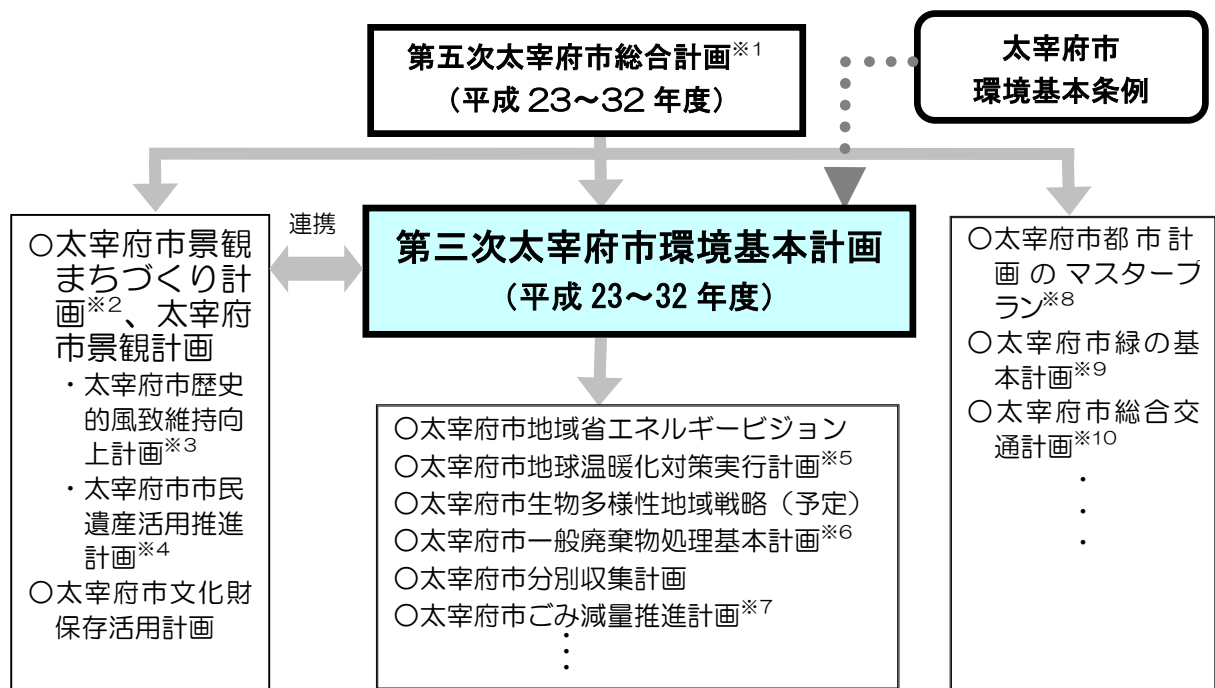 第五次太宰府市総合計画※1
(平成 23~32 年度)
太宰府市
環境基本条例
連携
第三次太宰府市環境基本計画
(平成 23~32 年度)
○太宰府市景観
まちづくり計
画※2、太宰府
市景観計画
・太宰府市歴史
的風致維持向
上計画※3
・太宰府市市民
遺産活用推進
計画※4
○太宰府市文化財
保存活用計画
○太宰府市地域省エネルギービジョン
○太宰府市地球温暖化対策実行計画※5
○太宰府市生物多様性地域戦略(予定)
○太宰府市一般廃棄物処理基本計画※6
○太宰府市分別収集計画
○太宰府市ごみ減量推進計画※7
・
・
・
○太宰府市都市計
画のマスタープ
ラン※8
○太宰府市緑の基
本計画※9
○太宰府市総合交
通計画※10
・
・
・